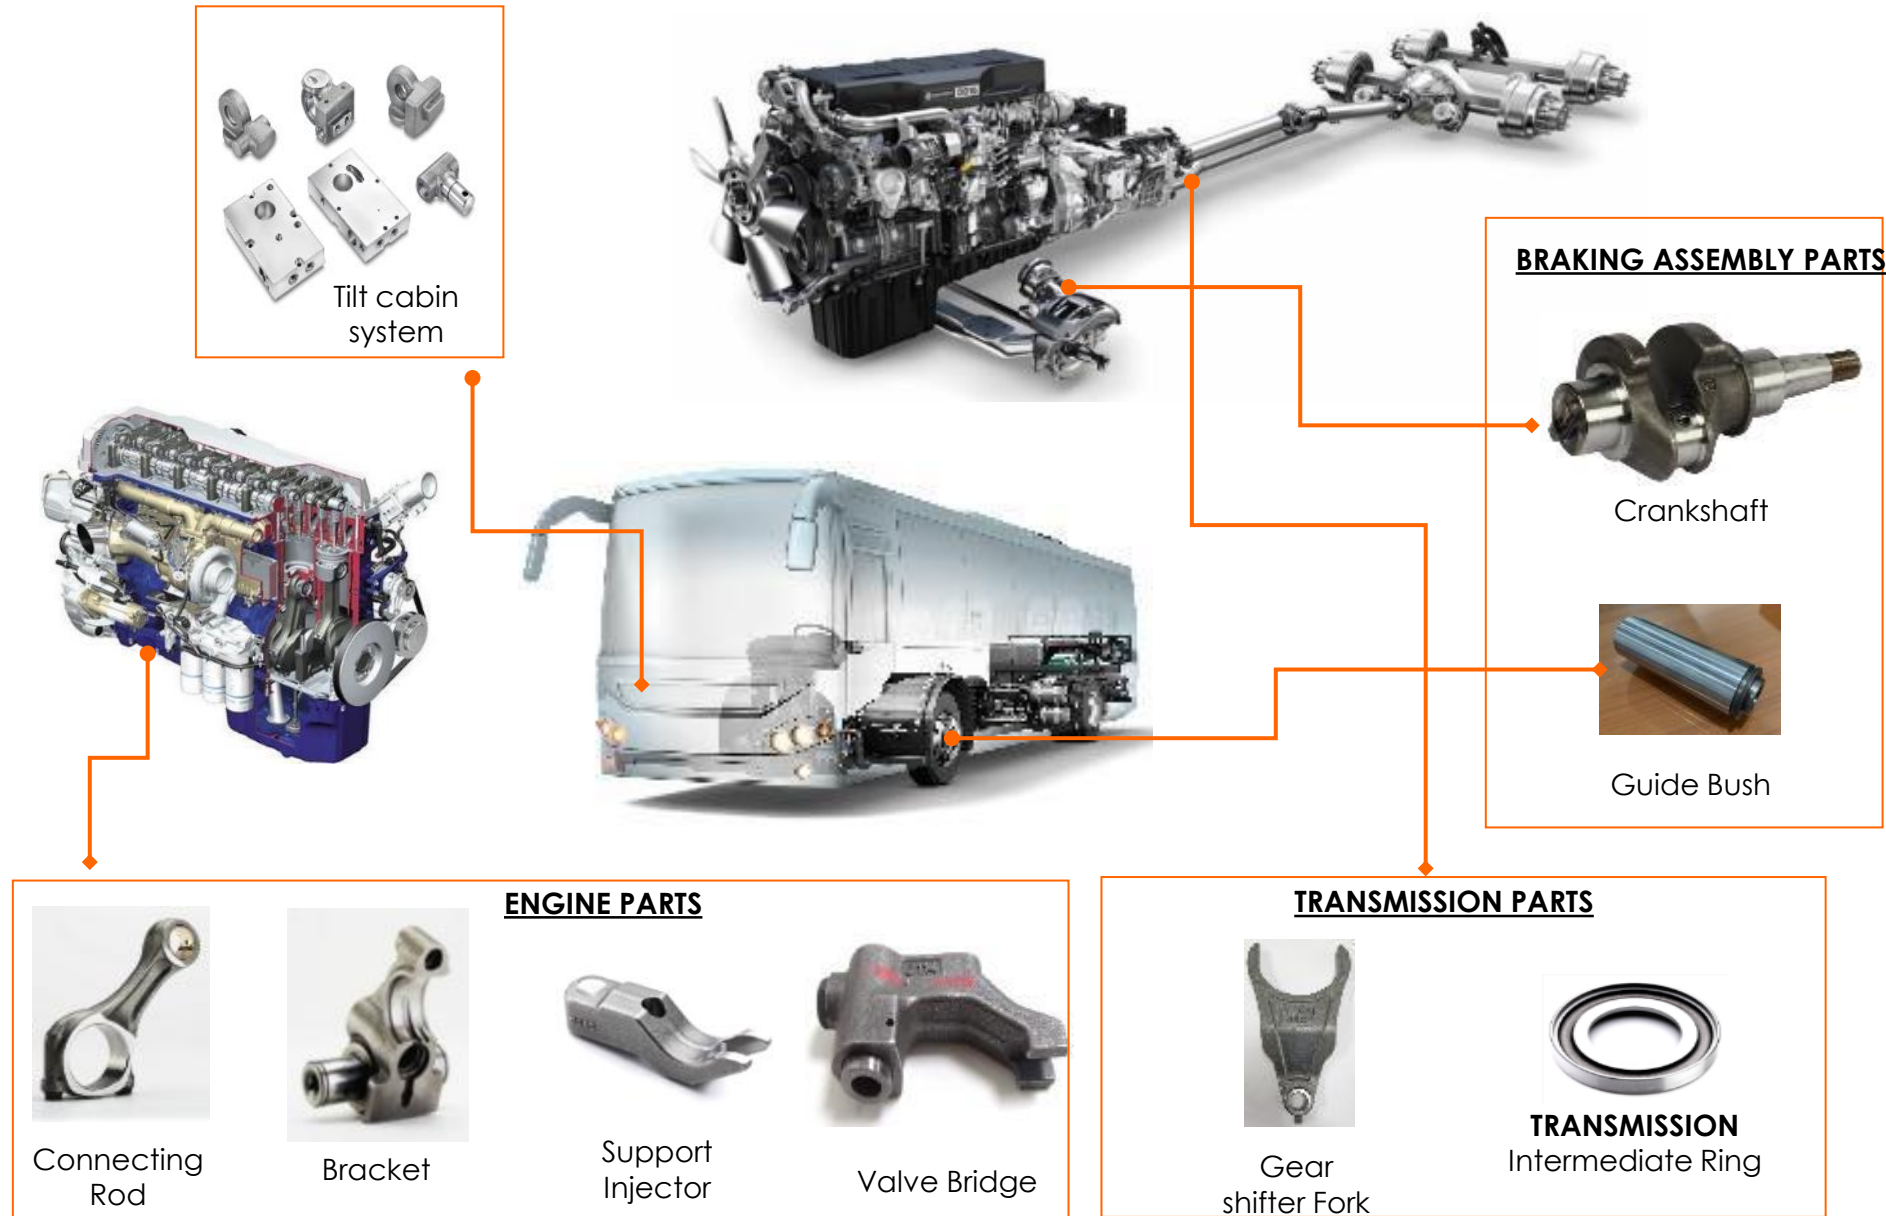 Tilt cabin
system
BRAKING ASSEMBLY PARTS
Crankshaft
Guide Bush
ENGINE PARTS
Connecting
Rod
Bracket
Support
Injector
Valve Bridge
TRANSMISSION PARTS
Gear
shifter Fork
TRANSMISSION
Intermediate Ring